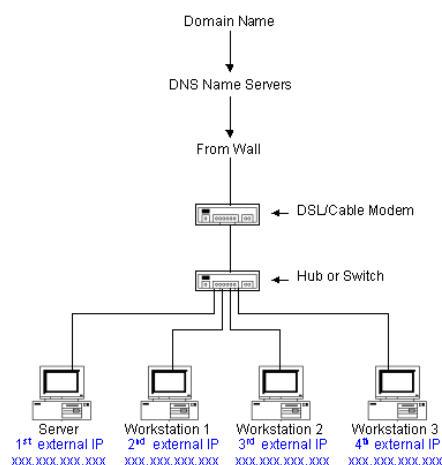 Domain Name
DNS Name Servers
From Wall
DSL/Cable Modem
Hub or Switch
Server
1st external IP
xxx.xxx.xxx.xxx
Workstation 1
2nd external IP
xxx.xxx.xxx.xxx
Workstation 2
3rd external IP
xxx.xxx.xxx.xxx
Workstation 3
4th external IP
xxx.xxx.xxx.xxx